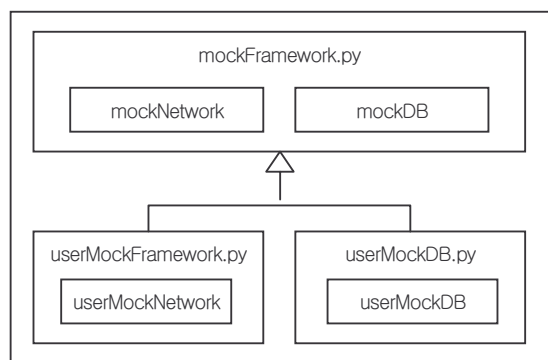 mockFramework.py
mockNetwork
mockDB
userMockFramework.py
userMockNetwork
userMockDB.py
userMockDB